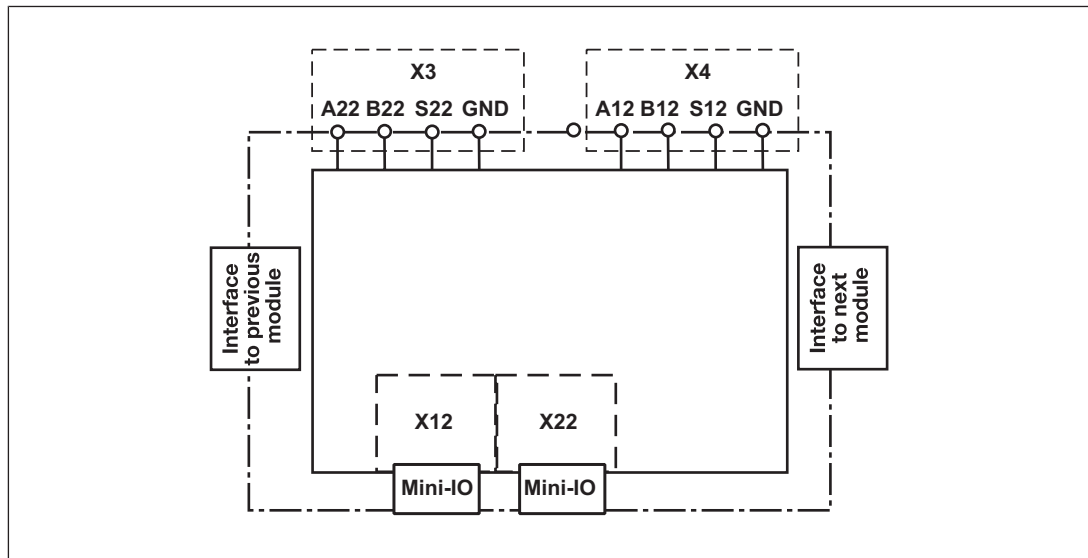 X3
X4
A22 B22 S22 GND
A12 B12 S12 GND
Interface
to previous
module
Interface
to next
module
X12
X22
Mini-IO
Mini-IO